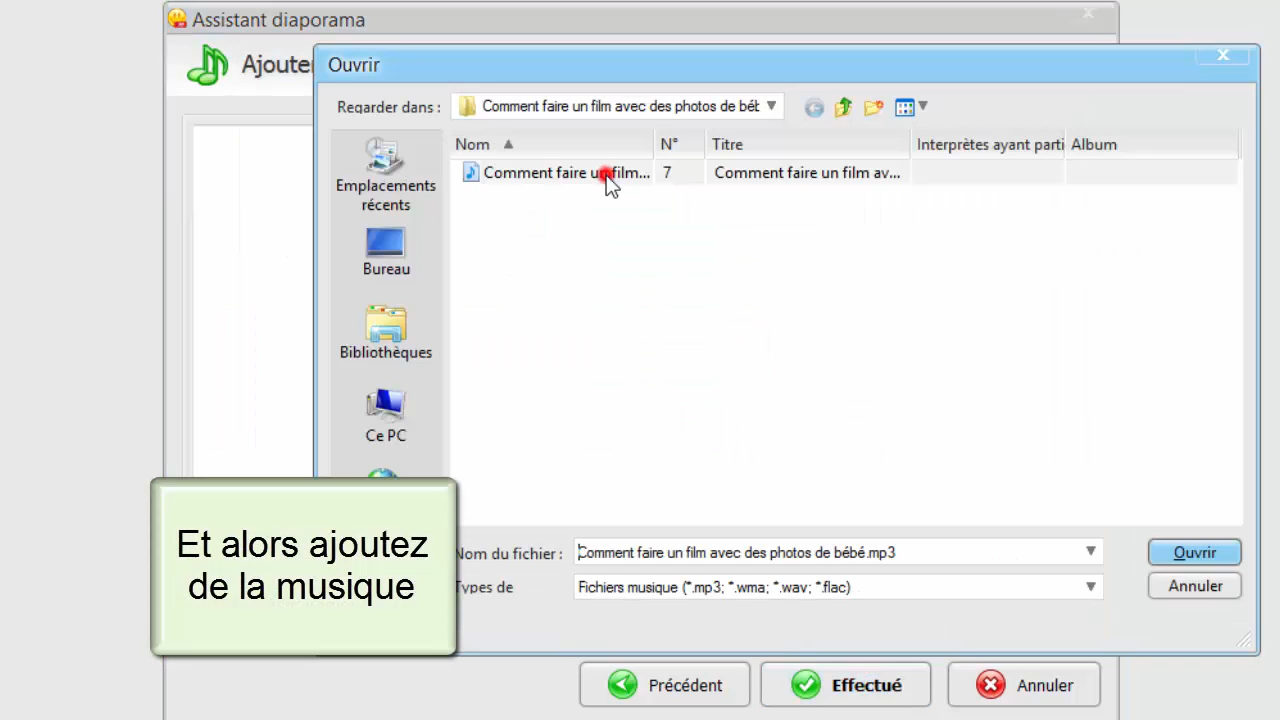 Assistant diaporama
Ajouter
Ouvrir
Regarder dans :
Comment faire un film avec des photos de béb
Nom
N°
Titre
Interprètes ayant parti
Album
Comment faire un film...
7
Comment faire un film av...
Emplacements
récents
Bureau
Bibliothèques
Ce PC
Et alors ajoutez
de la musique
Nom du fichier :
Comment faire un film avec des photos de bébé.mp3
Ouvrir
Types de
Fichiers musique (*.mp3; *.wma; *.wav; *.flac)
Annuler
Précédent
Effectué
Annuler